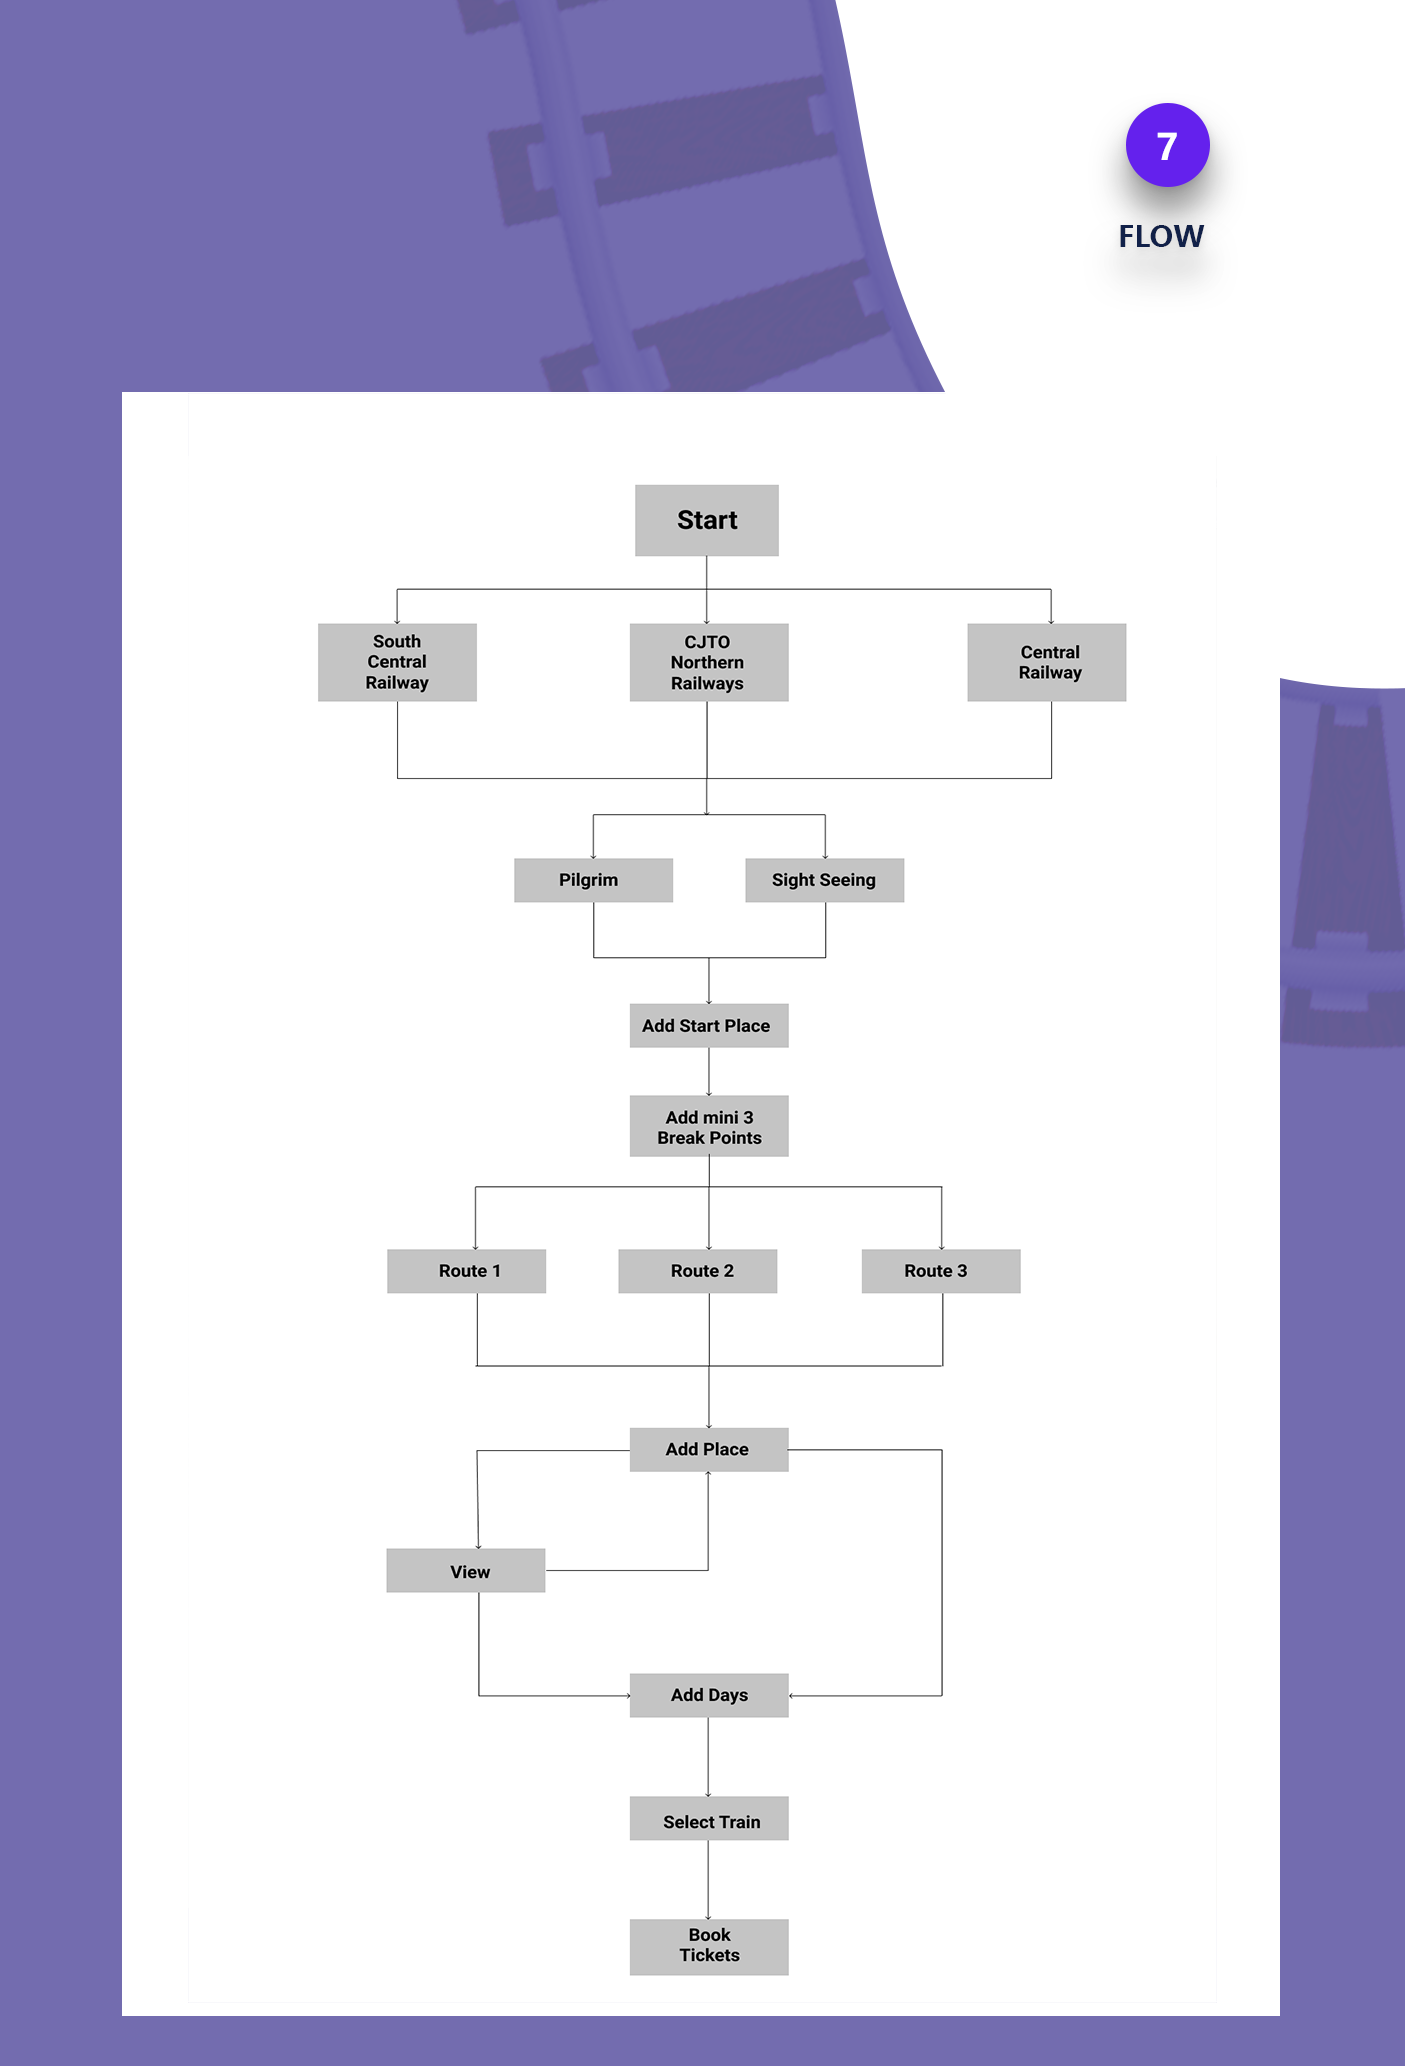 7
FLOW
Start
South
Central
Railway
CJTO
Northern
Railways
Central
Railway
Pilgrim
Sight Seeing
Add Start Place
Add mini 3
Break Points
Route 1
Route 2
Route 3
Add Place
View
Add Days
Select Train
Book
Tickets